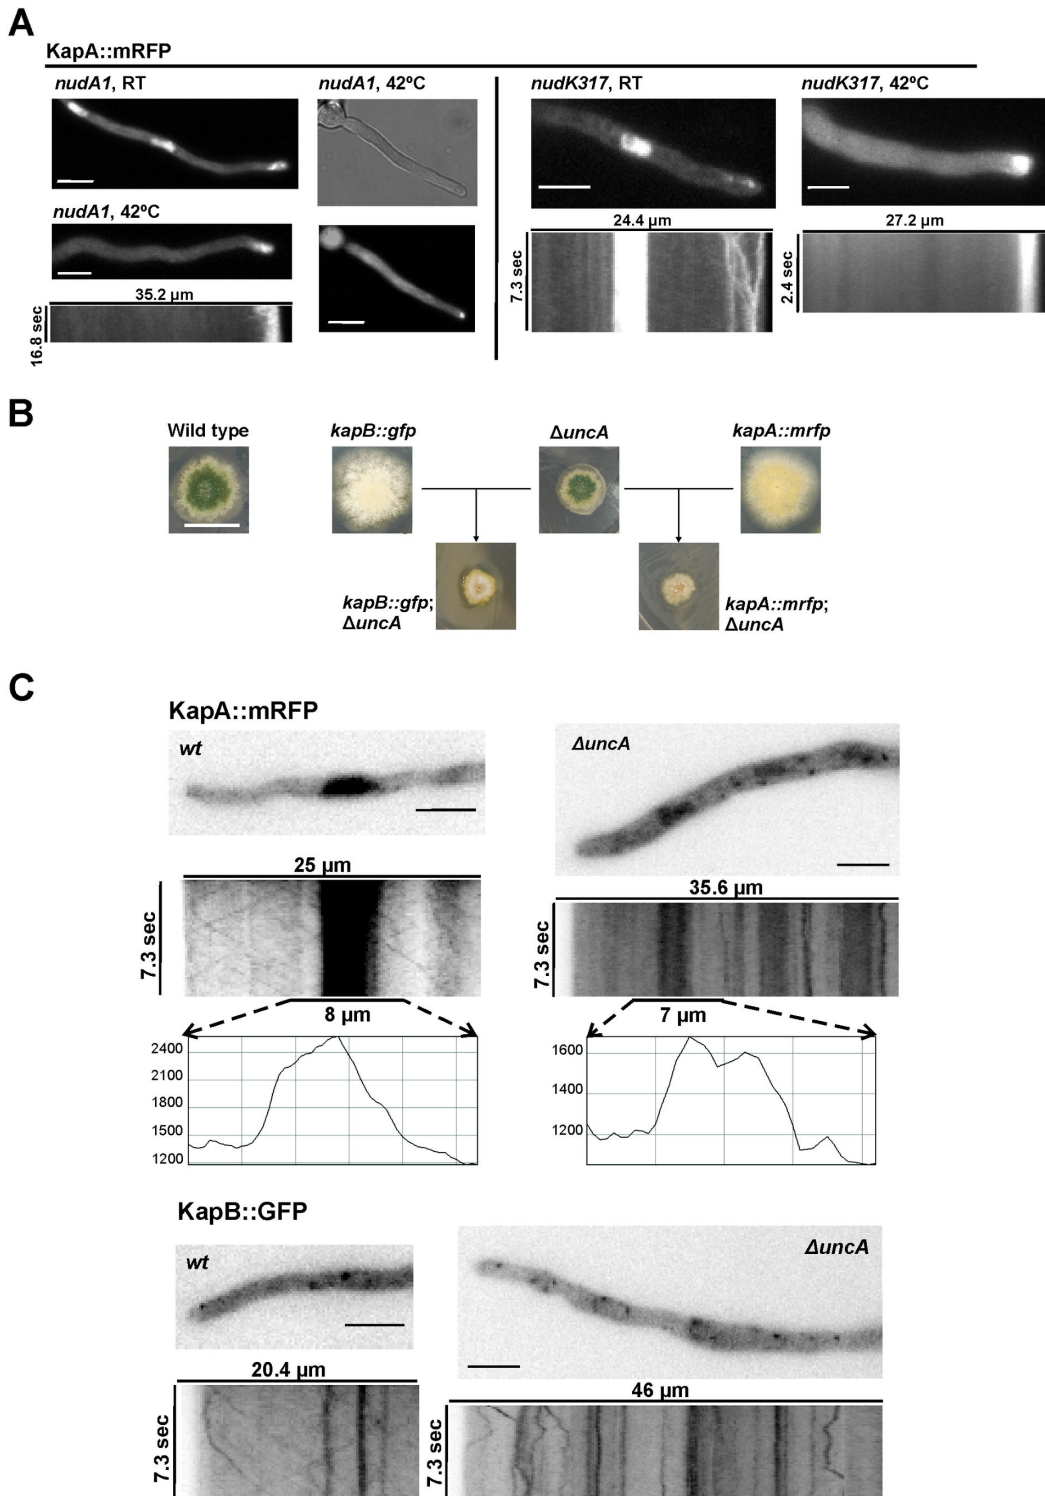 A
KapA::mRFP
nudA1, RT
nudA1, 42ºC
nudK317, RT
nudK317, 42ºC
nudA1, 42ºC
24.4 µm
27.2 µm
7.3 sec
2.4 sec
35.2 µm
16.8 sec
B
Wild type
kapB::gfp
ΔuncA
kapA::mrfp
kapB::gfp;
ΔuncA
kapA::mrfp;
ΔuncA
C
KapA::mRFP
wt
ΔuncA
25 µm
35.6 µm
7.3 sec
7.3 sec
8 µm
7 µm
2400
2100
1800
1500
1200
1600
1400
1200
KapB::GFP
wt
ΔuncA
20.4 µm
46 µm
7.3 sec
7.3 sec